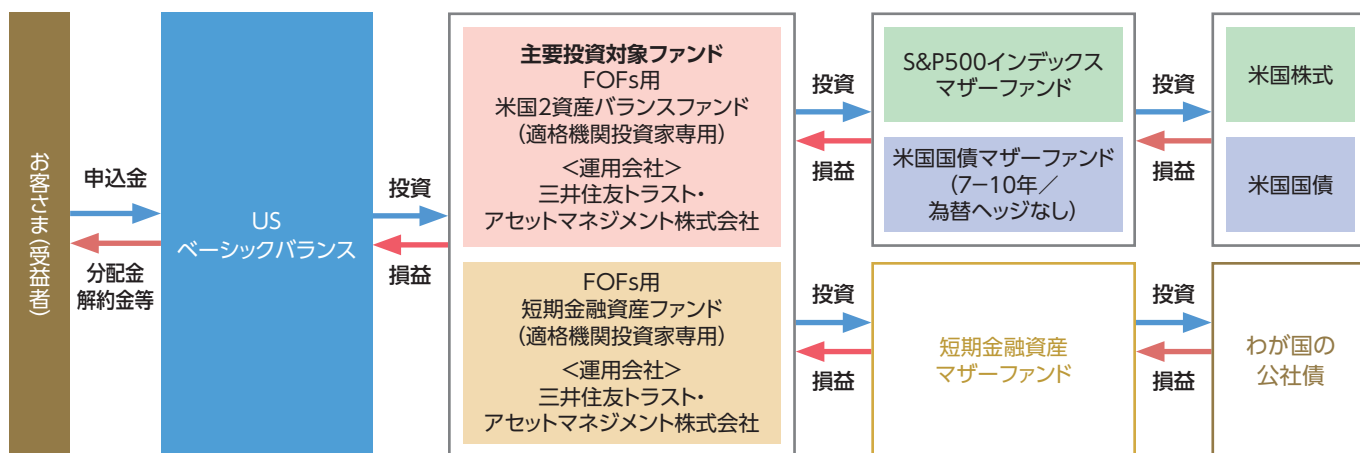 お客さま(受益者)
申込金
分配金
解約金等
US
ベーシックバランス
投資
損益
主要投資対象ファンド
FOFs用
米国2資産バランスファンド
(適格機関投資家専用)
<運用会社>
三井住友トラスト・
アセットマネジメント株式会社
FOFs用
短期金融資産ファンド
(適格機関投資家専用)
<運用会社>
三井住友トラスト・
アセットマネジメント株式会社
投資
損益
投資
損益
S&P500インデックス
マザーファンド
米国国債マザーファンド
(7−10年／
為替ヘッジなし)
短期金融資産
マザーファンド
投資
損益
投資
損益
米国株式
米国国債
わが国の
公社債